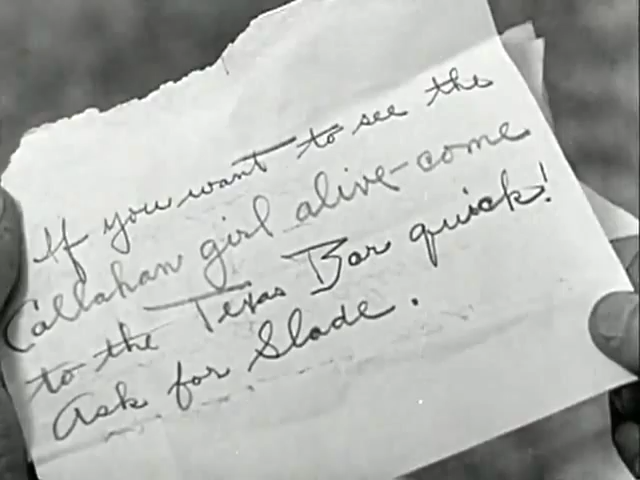 If you want to see the
Callahan girl alive-come
to the Texas Bar quick!
Ask for Slade.